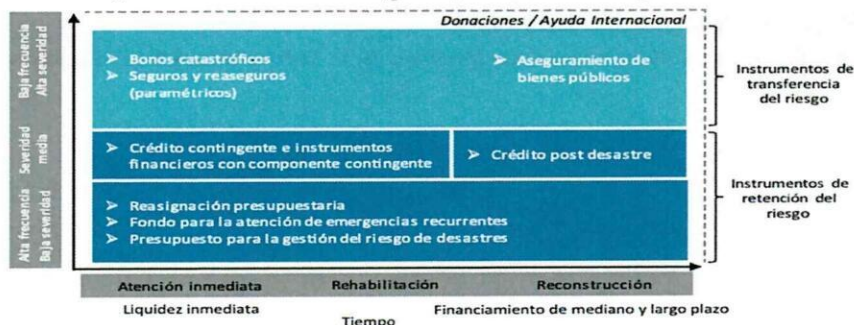 Donaciones / Ayuda Internacional
Baja frecuencia
Alta severidad
➤ Bonos catastróficos
➤ Seguros y reaseguros
(paramétricos)
➤ Aseguramiento de
bienes públicos
Instrumentos de
transferencia
del riesgo
Severidad
media
➤ Crédito contingente e instrumentos
financieros con componente contingente
➤ Crédito post desastre
Alta frecuencia
Baja severidad
➤ Reasignación presupuestaria
➤ Fondo para la atención de emergencias recurrentes
➤ Presupuesto para la gestión del riesgo de desastres
Instrumentos de
retención del
riesgo
Atención inmediata
Rehabilitación
Reconstrucción
Liquidez inmediata
Financiamiento de mediano y largo plazo
Tiempo